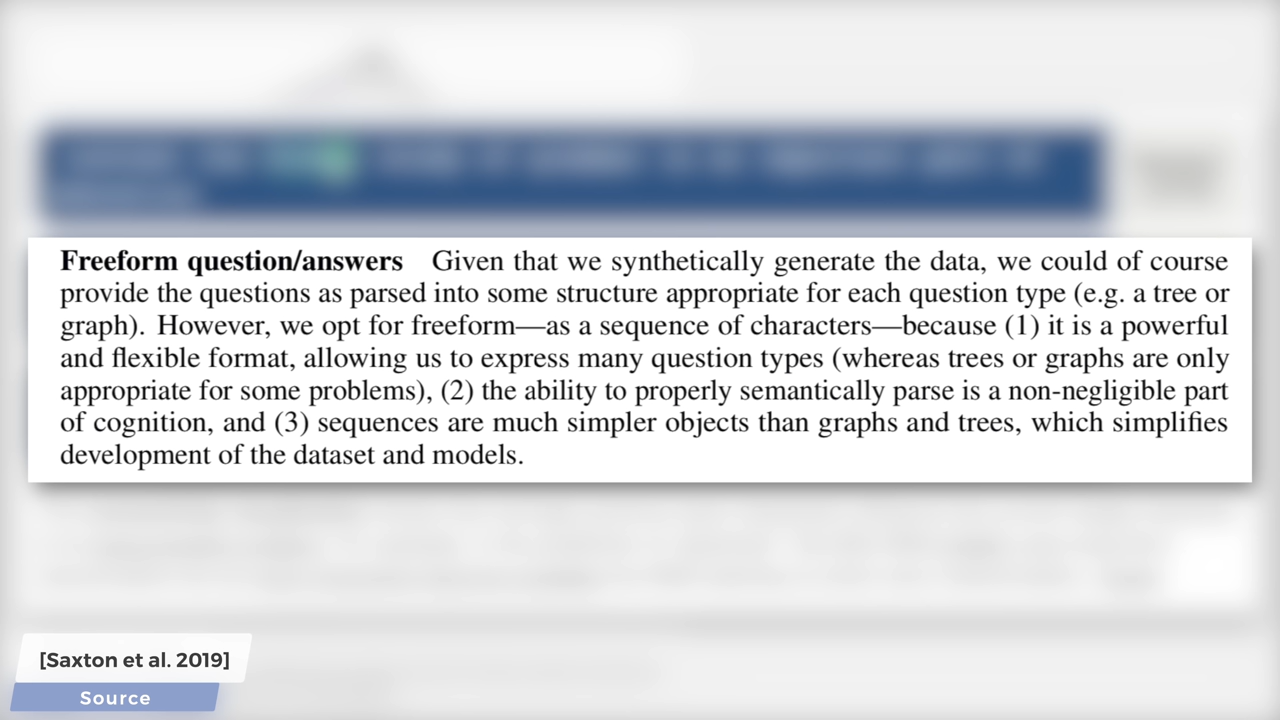 Freeform question/answers Given that we synthetically generate the data, we could of course
provide the questions as parsed into some structure appropriate for each question type (e.g. a tree or
graph). However, we opt for freeform—as a sequence of characters—because (1) it is a powerful
and flexible format, allowing us to express many question types (whereas trees or graphs are only
appropriate for some problems), (2) the ability to properly semantically parse is a non-negligible part
of cognition, and (3) sequences are much simpler objects than graphs and trees, which simplifies
development of the dataset and models.
[Saxton et al. 2019]
Source